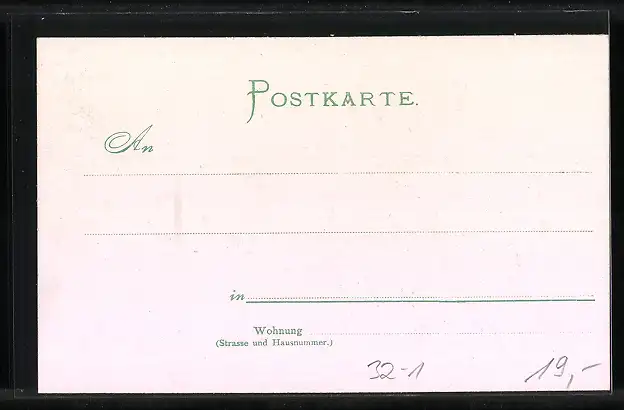 POSTKARTE.
An
in
Wohnung
(Strasse und Hausnummer.)
32-1 19,-